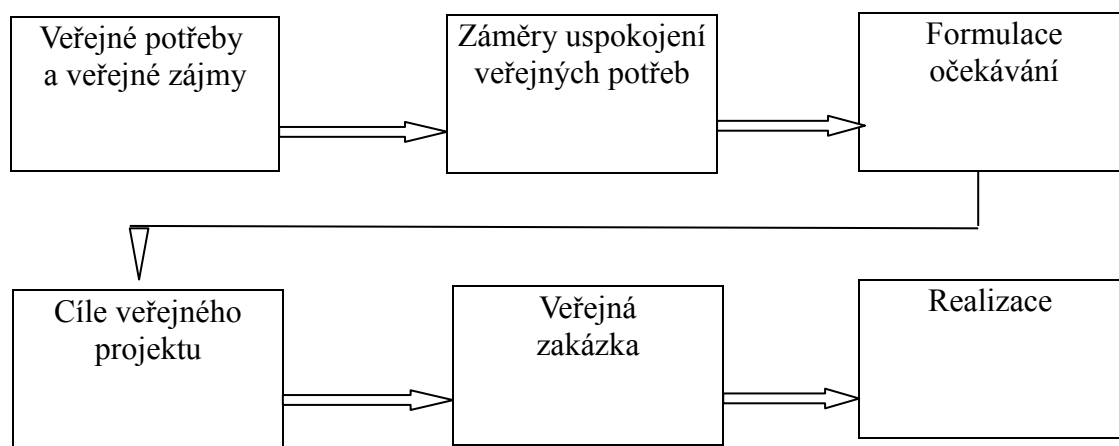 Veřejné potřeby
a veřejné zájmy
Záměry uspokojení
veřejných potřeb
Formulace
očekávání
Cíle veřejného
projektu
Veřejná
zakázka
Realizace